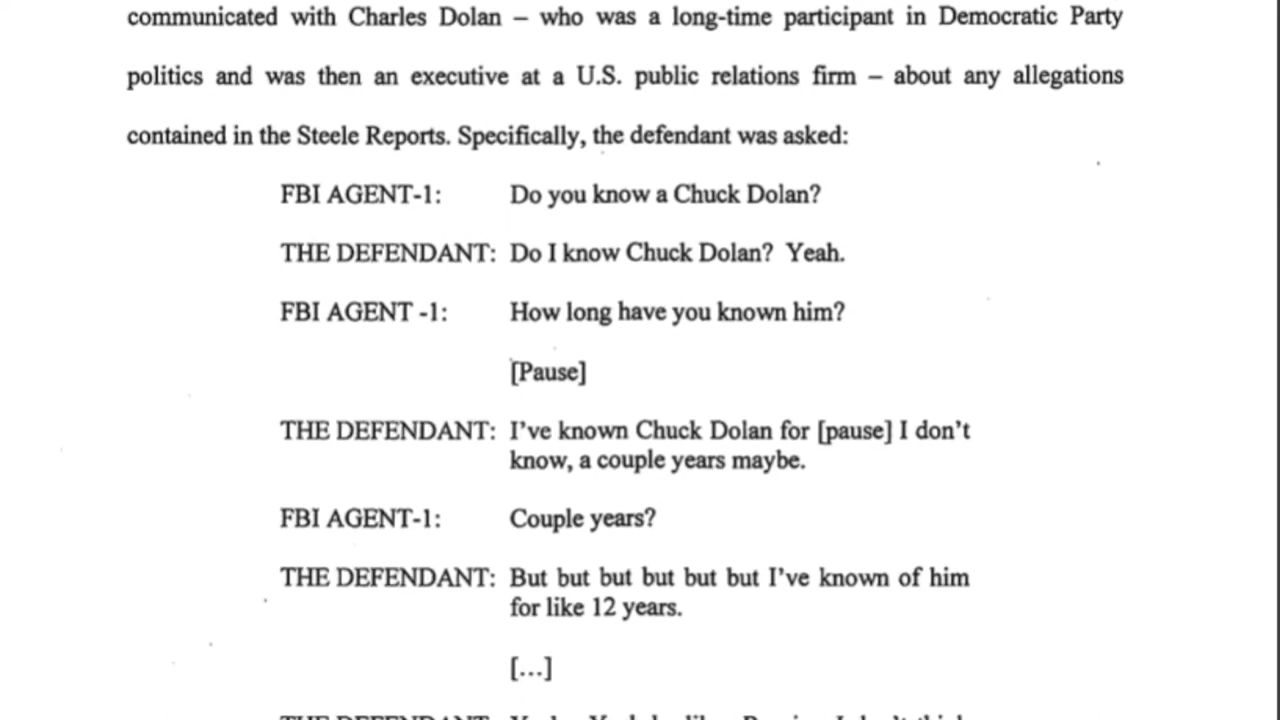 communicated with Charles Dolan – who was a long-time participant in Democratic Party
politics and was then an executive at a U.S. public relations firm – about any allegations
contained in the Steele Reports. Specifically, the defendant was asked:
FBI AGENT-1: Do you know a Chuck Dolan?
THE DEFENDANT: Do I know Chuck Dolan? Yeah.
FBI AGENT -1: How long have you known him?
[Pause]
THE DEFENDANT: I've known Chuck Dolan for [pause] I don't
know, a couple years maybe.
FBI AGENT-1: Couple years?
THE DEFENDANT: But but but but but but I've known of him
for like 12 years.
[...]
THE DEFENDANT: